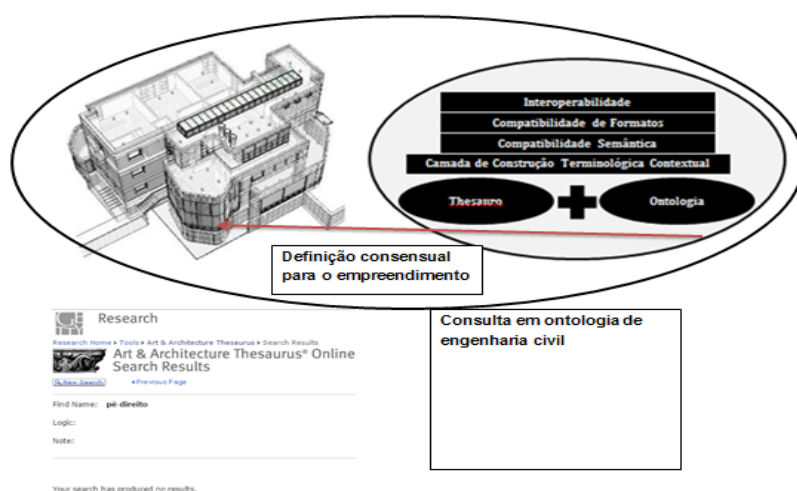 Interoperabilidade
Compatibilidade de Formatos
Compatibilidade Semântica
Camada de Construção Terminológica Contextual
Thesauro
Ontologia
Definição consensual
para o empreendimento
Consulta em ontologia de
engenharia civil
Research
Research Home ▸ Tools ▸ Art & Architecture Thesaurus ▸ Search Results
Art & Architecture Thesaurus® Online
Search Results
New Search
Previous Page
Find Name: pé direito
Logic:
Note:
Your search has produced no results.